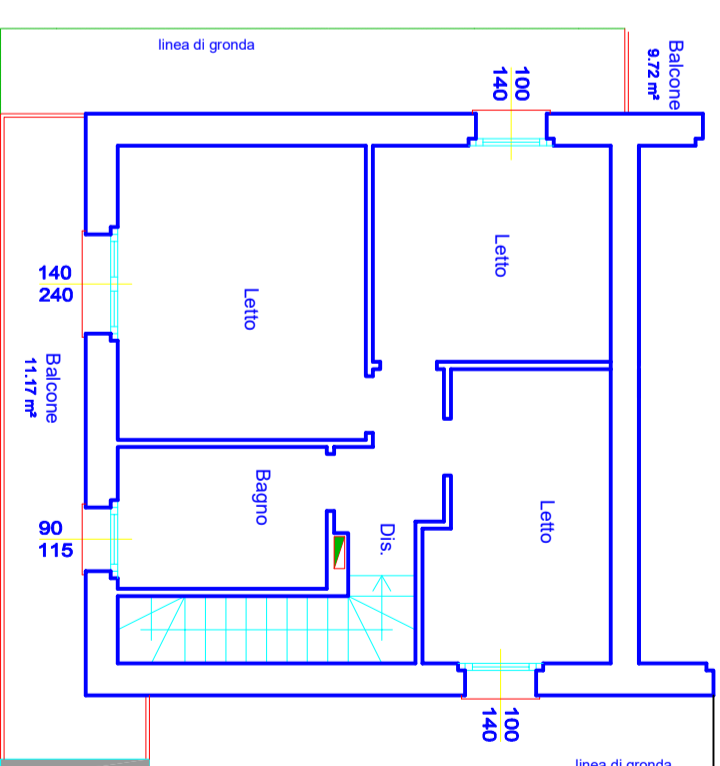 linea di gronda
Balcone
9.72 m²
100
140
Letto
Letto
140
240
Balcone
11.17 m²
Bagno
Dis.
Letto
90
115
100
140
linea di gronda